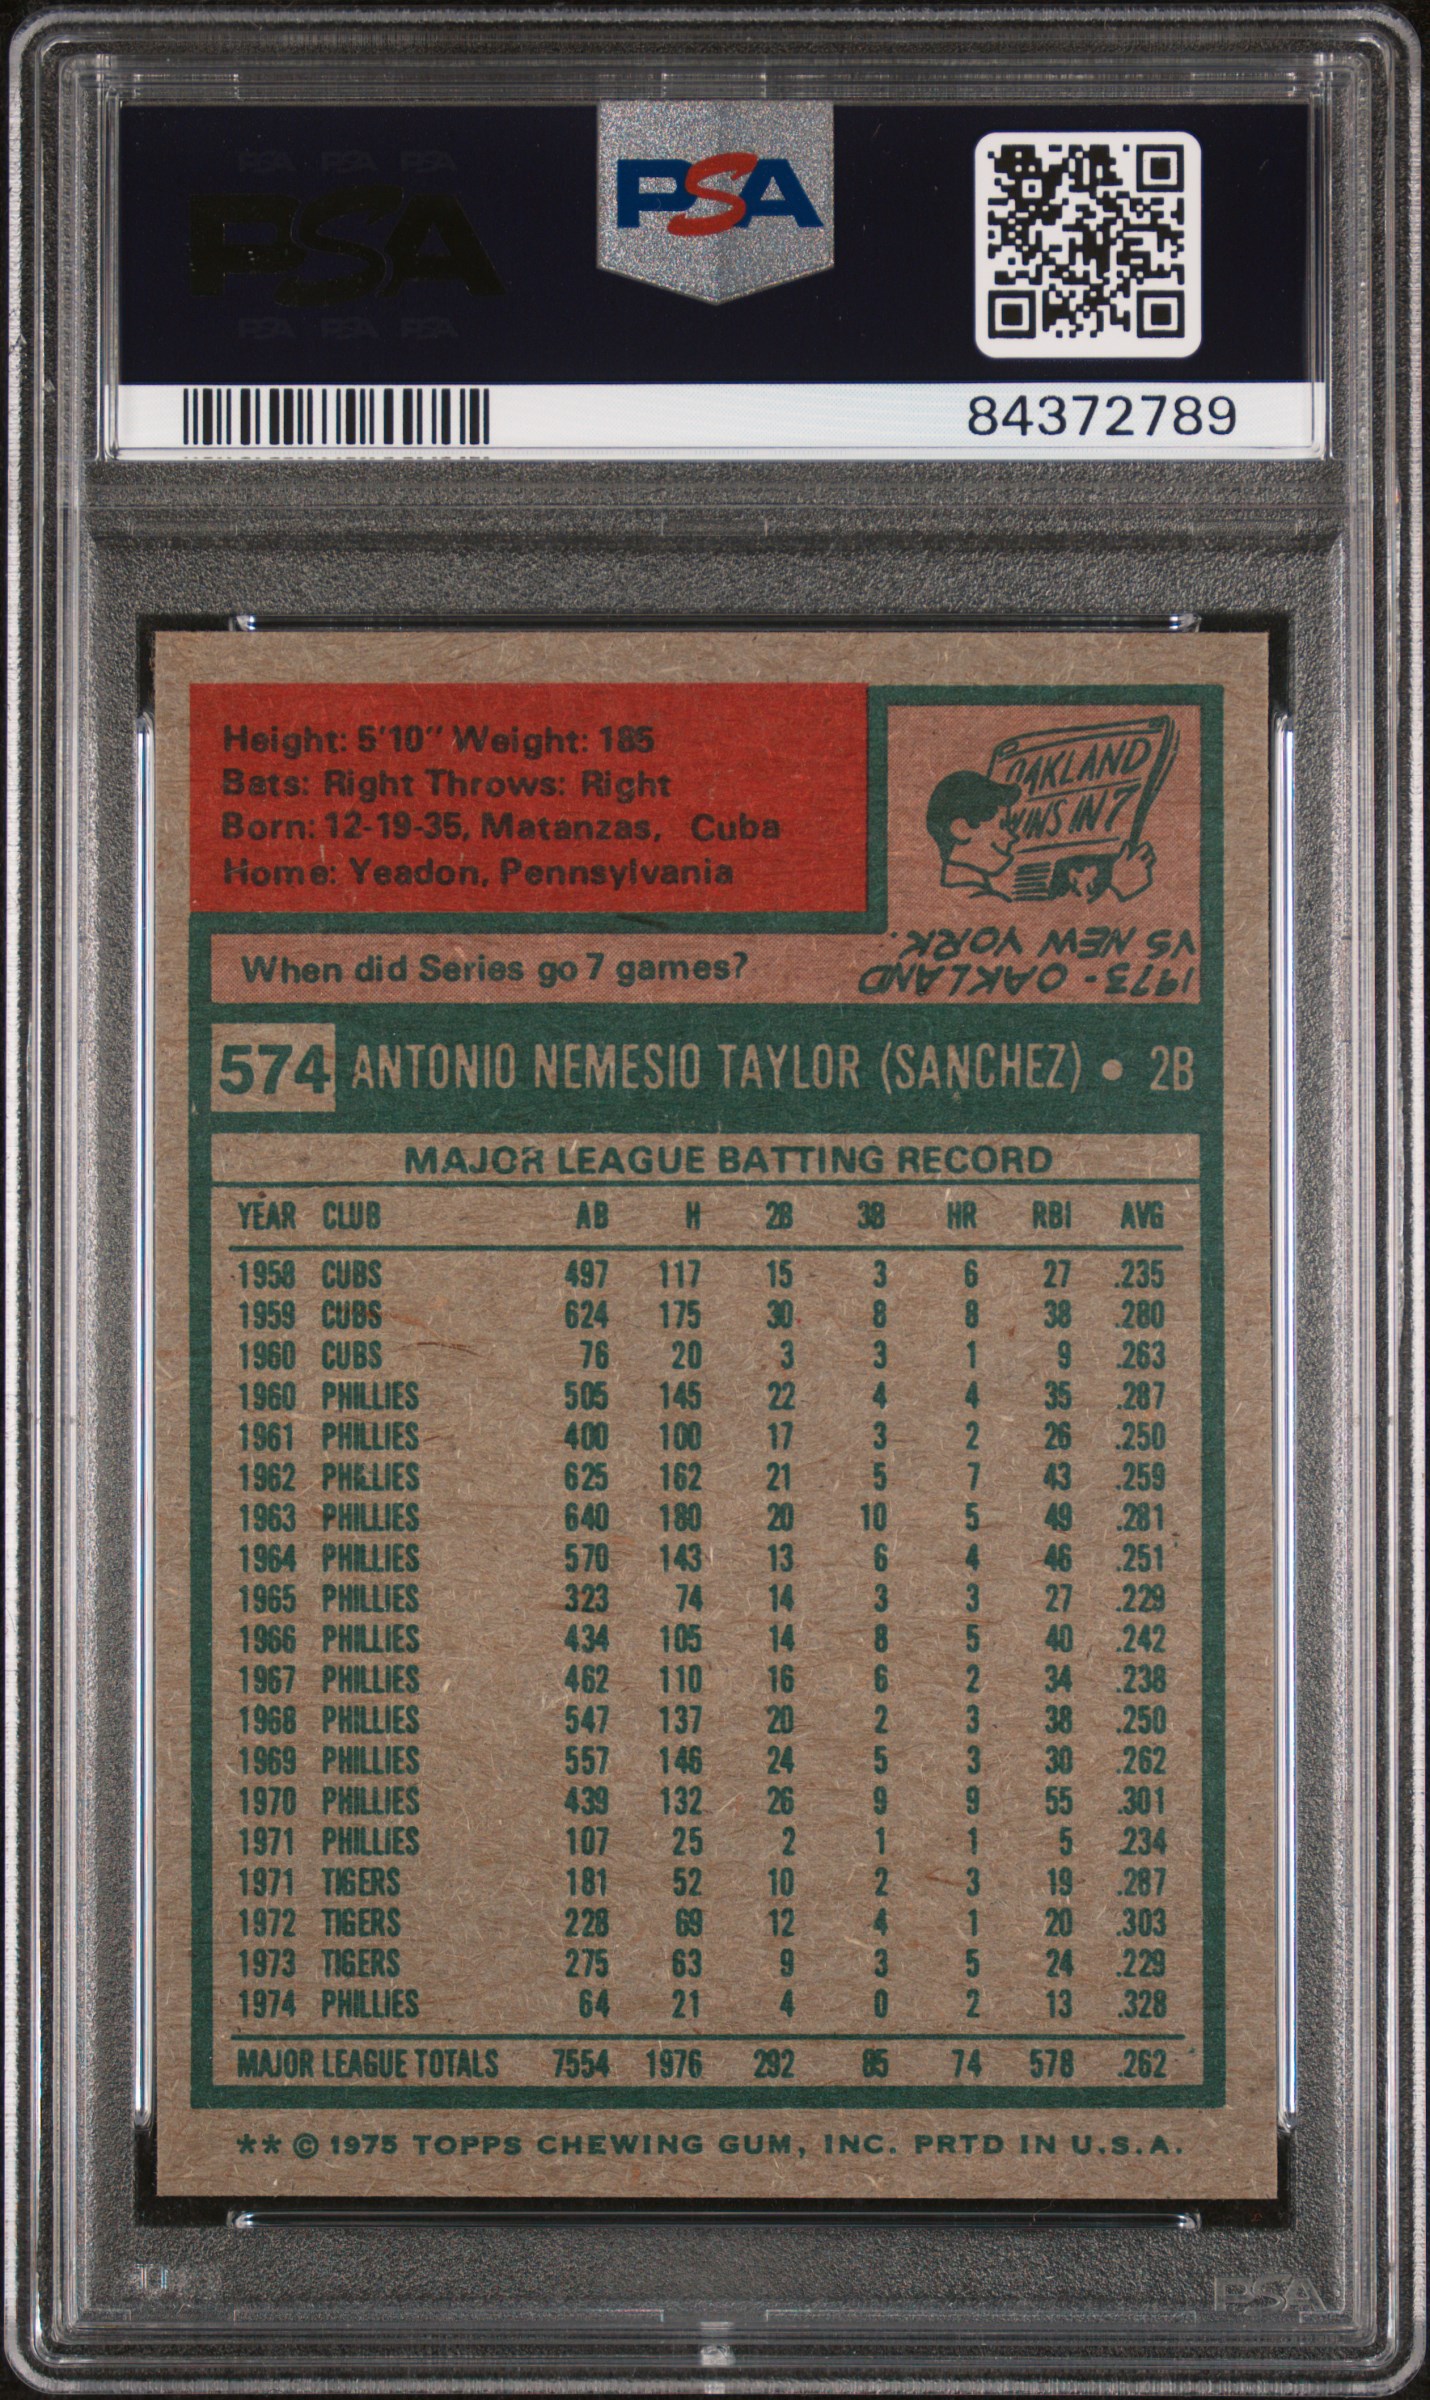 PSA PSA PSA
PSA
PSA PSA PSA
PSA
84372789
Height: 5'10" Weight: 185
Bats: Right Throws: Right
Born: 12-19-35, Matanzas, Cuba
Home: Yeadon, Pennsylvania
OAKLAND
WINS IN 7
When did Series go 7 games?
1973- OAKLAND
VS NEW YORK.
574 ANTONIO NEMESIO TAYLOR (SANCHEZ) • 2B
MAJOR LEAGUE BATTING RECORD
YEAR CLUB AB H 2B 3B HR RBI AVG
1958 CUBS 497 117 15 3 6 27 .235
1959 CUBS 624 175 30 8 8 38 .280
1960 CUBS 76 20 3 3 1 9 .263
1960 PHILLIES 505 145 22 4 4 35 .287
1961 PHILLIES 400 100 17 3 2 26 .250
1962 PHILLIES 625 162 21 5 7 43 .259
1963 PHILLIES 640 180 20 10 5 49 .281
1964 PHILLIES 570 143 13 6 4 46 .251
1965 PHILLIES 323 74 14 3 3 27 .229
1966 PHILLIES 434 105 14 8 5 40 .242
1967 PHILLIES 462 110 16 6 2 34 .238
1968 PHILLIES 547 137 20 2 3 38 .250
1969 PHILLIES 557 146 24 5 3 30 .262
1970 PHILLIES 439 132 26 9 9 55 .301
1971 PHILLIES 107 25 2 1 1 5 .234
1971 TIGERS 181 52 10 2 3 19 .287
1972 TIGERS 228 69 12 4 1 20 .303
1973 TIGERS 275 63 9 3 5 24 .229
1974 PHILLIES 64 21 4 0 2 13 .328
MAJOR LEAGUE TOTALS 7554 1976 292 85 74 578 .262
** © 1975 TOPPS CHEWING GUM, INC. PRTD IN U.S.A.
PSA